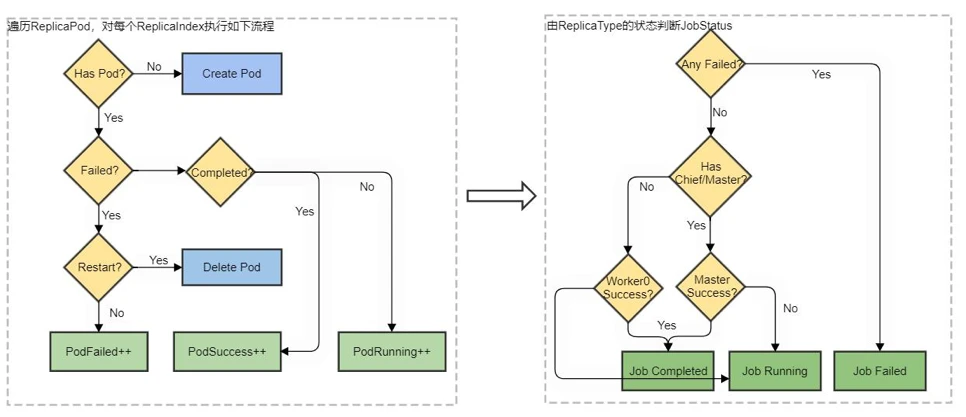 遍历ReplicaPod，对每个ReplicaIndex执行如下流程
Has Pod?
No
Create Pod
Yes
Failed?
Completed?
No
Yes
Yes
Restart?
Yes
Delete Pod
No
PodFailed++
PodSuccess++
PodRunning++
由ReplicaType的状态判断JobStatus
Any Failed?
Yes
No
Has
Chief/Master?
No
Yes
Worker0
Success?
Master
Success?
No
Yes
Job Completed
Job Running
Job Failed